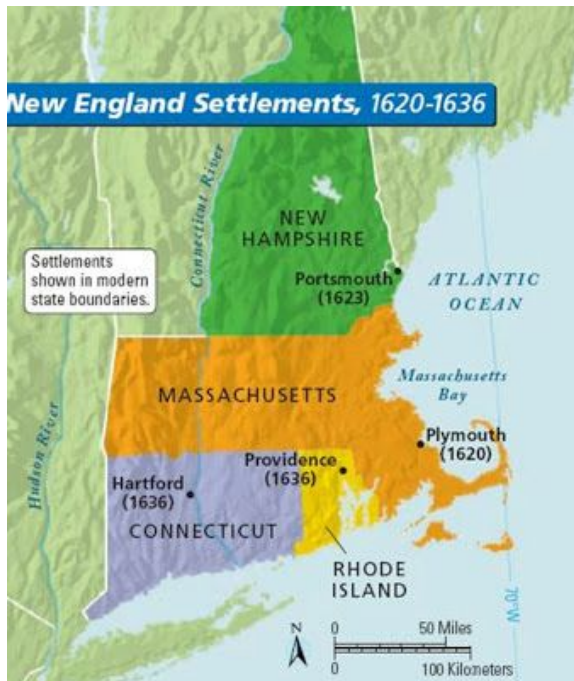 New England Settlements, 1620-1636
Connecticut River
NEW
HAMPSHIRE
Settlements
shown in modern
state boundaries.
Portsmouth
(1623)
ATLANTIC
OCEAN
MASSACHUSETTS
Massachusetts
Bay
Hudson River
Plymouth
(1620)
Providence
(1636)
Hartford
(1636)
CONNECTICUT
RHODE
ISLAND
70°W
N
0 50 Miles
0 100 Kilometers